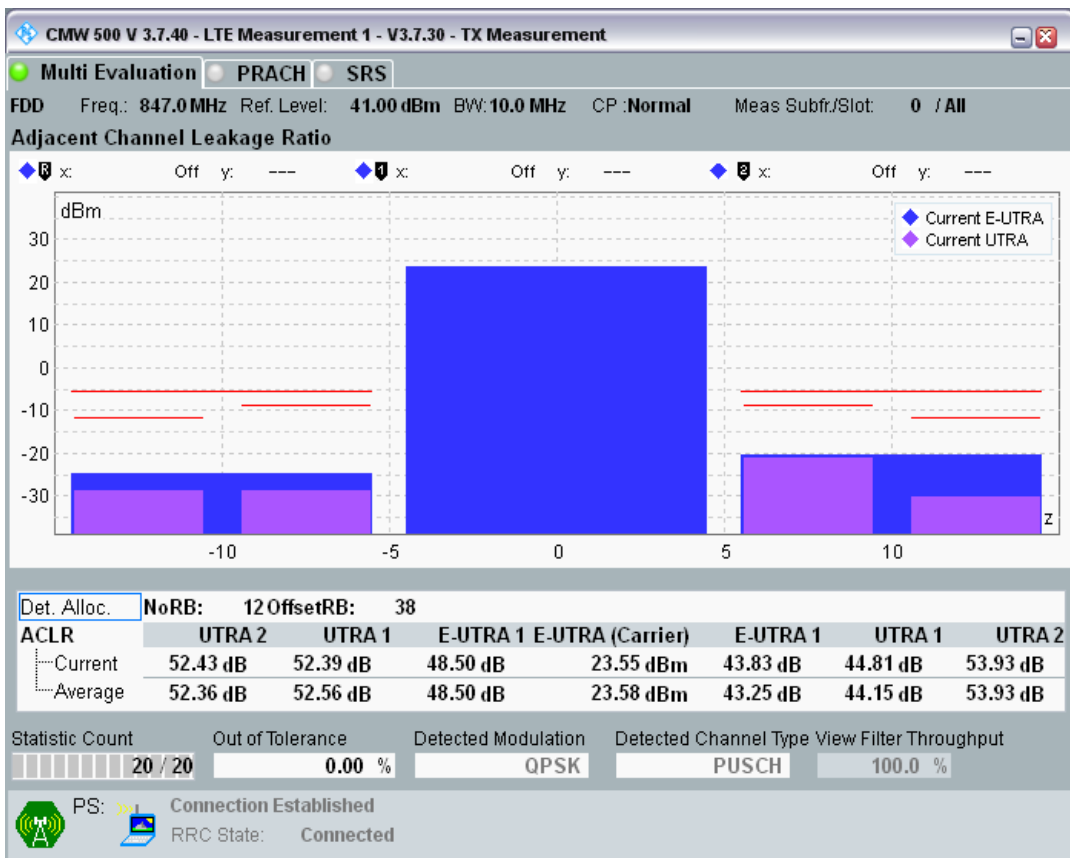 CMW 500 V 3.7.40 - LTE Measurement 1 - V3.7.30 - TX Measurement
Multi Evaluation PRACH SRS
FDD Freq.: 847.0 MHz Ref. Level: 41.00 dBm BW: 10.0 MHz CP :Normal Meas Subfr./Slot: 0 / All
Adjacent Channel Leakage Ratio
R x: Off y: --- 1 x: Off y: --- 2 x: Off y: ---
dBm
Current E-UTRA
Current UTRA
30
20
10
0
-10
-20
-30
z
-10 -5 0 5 10
Det. Alloc. NoRB: 12 OffsetRB: 38
ACLR UTRA 2 UTRA 1 E-UTRA 1 E-UTRA (Carrier) E-UTRA 1 UTRA 1 UTRA 2
Current 52.43 dB 52.39 dB 48.50 dB 23.55 dBm 43.83 dB 44.81 dB 53.93 dB
Average 52.36 dB 52.56 dB 48.50 dB 23.58 dBm 43.25 dB 44.15 dB 53.93 dB
Statistic Count Out of Tolerance Detected Modulation Detected Channel Type View Filter Throughput
20 / 20 0.00 % QPSK PUSCH 100.0 %
PS: Connection Established
RRC State: Connected